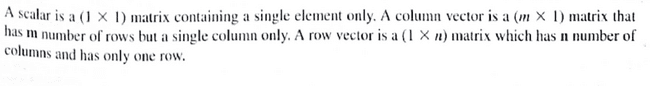 A scalar is a (1 × 1) matrix containing a single element only. A column vector is a (m × 1) matrix that
has m number of rows but a single column only. A row vector is a (1 × n) matrix which has n number of
columns and has only one row.